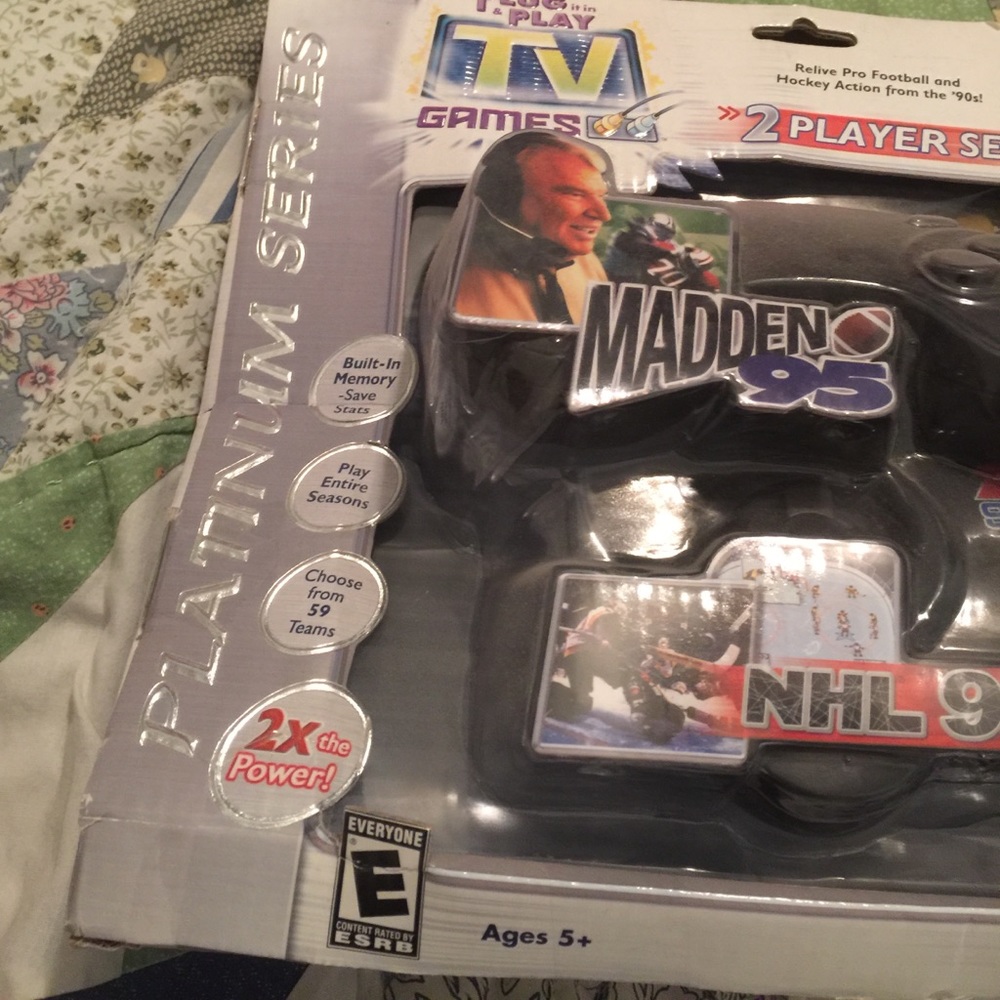 PLUG it in
& PLAY
TV
GAMES
Relive Pro Football and
Hockey Action from the '90s!
» 2 PLAYER SE
PLATINUM SERIES
MADDEN
95
Built-In
Memory
-Save
Stats
Play
Entire
Seasons
Choose
from
59
Teams
NHL 9
2X the
Power!
EVERYONE
E
CONTENT RATED BY
ESRB
Ages 5+